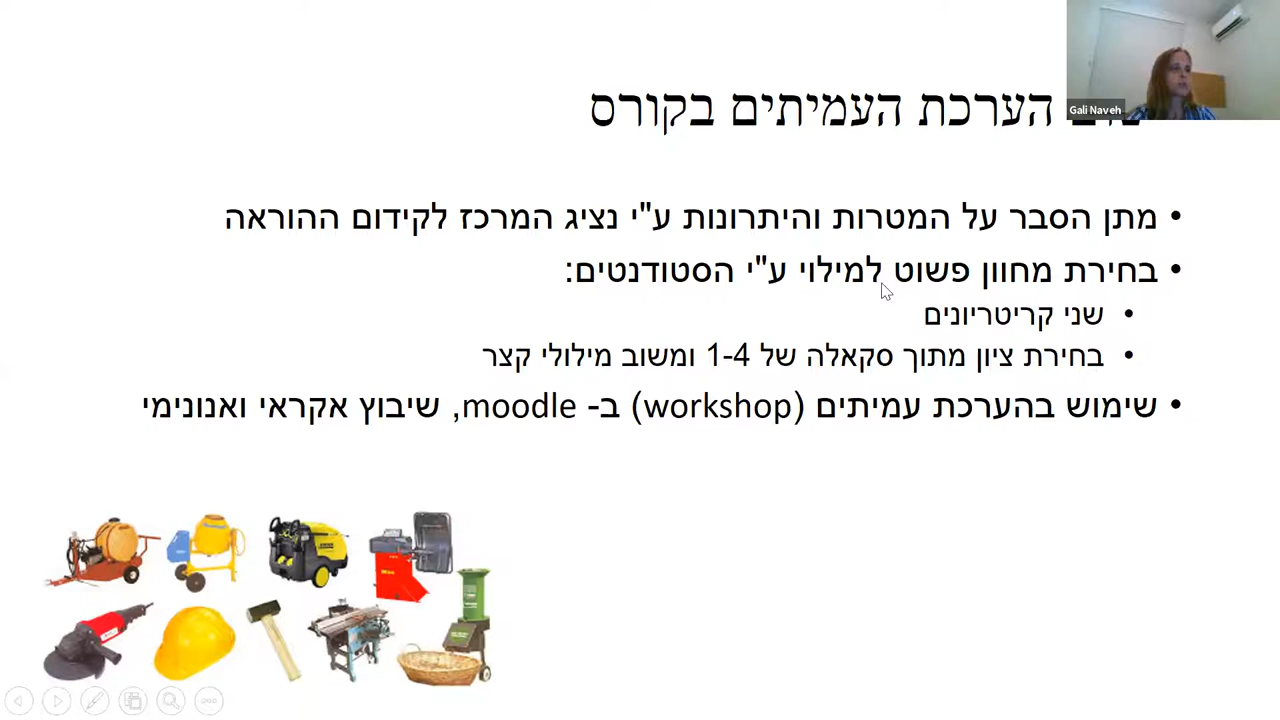 הערכת העמיתים בקורס
Gali Naveh
• מתן הסבר על המטרות והיתרונות ע"י נציג המרכז לקידום ההוראה
• בחירת מחוון פשוט למילוי ע"י הסטודנטים:
• שני קריטריונים
• בחירת ציון מתוך סקאלה של 1-4 ומשוב מילולי קצר
• שימוש בהערכת עמיתים (workshop) ב- moodle, שיבוץ אקראי ואנונימי